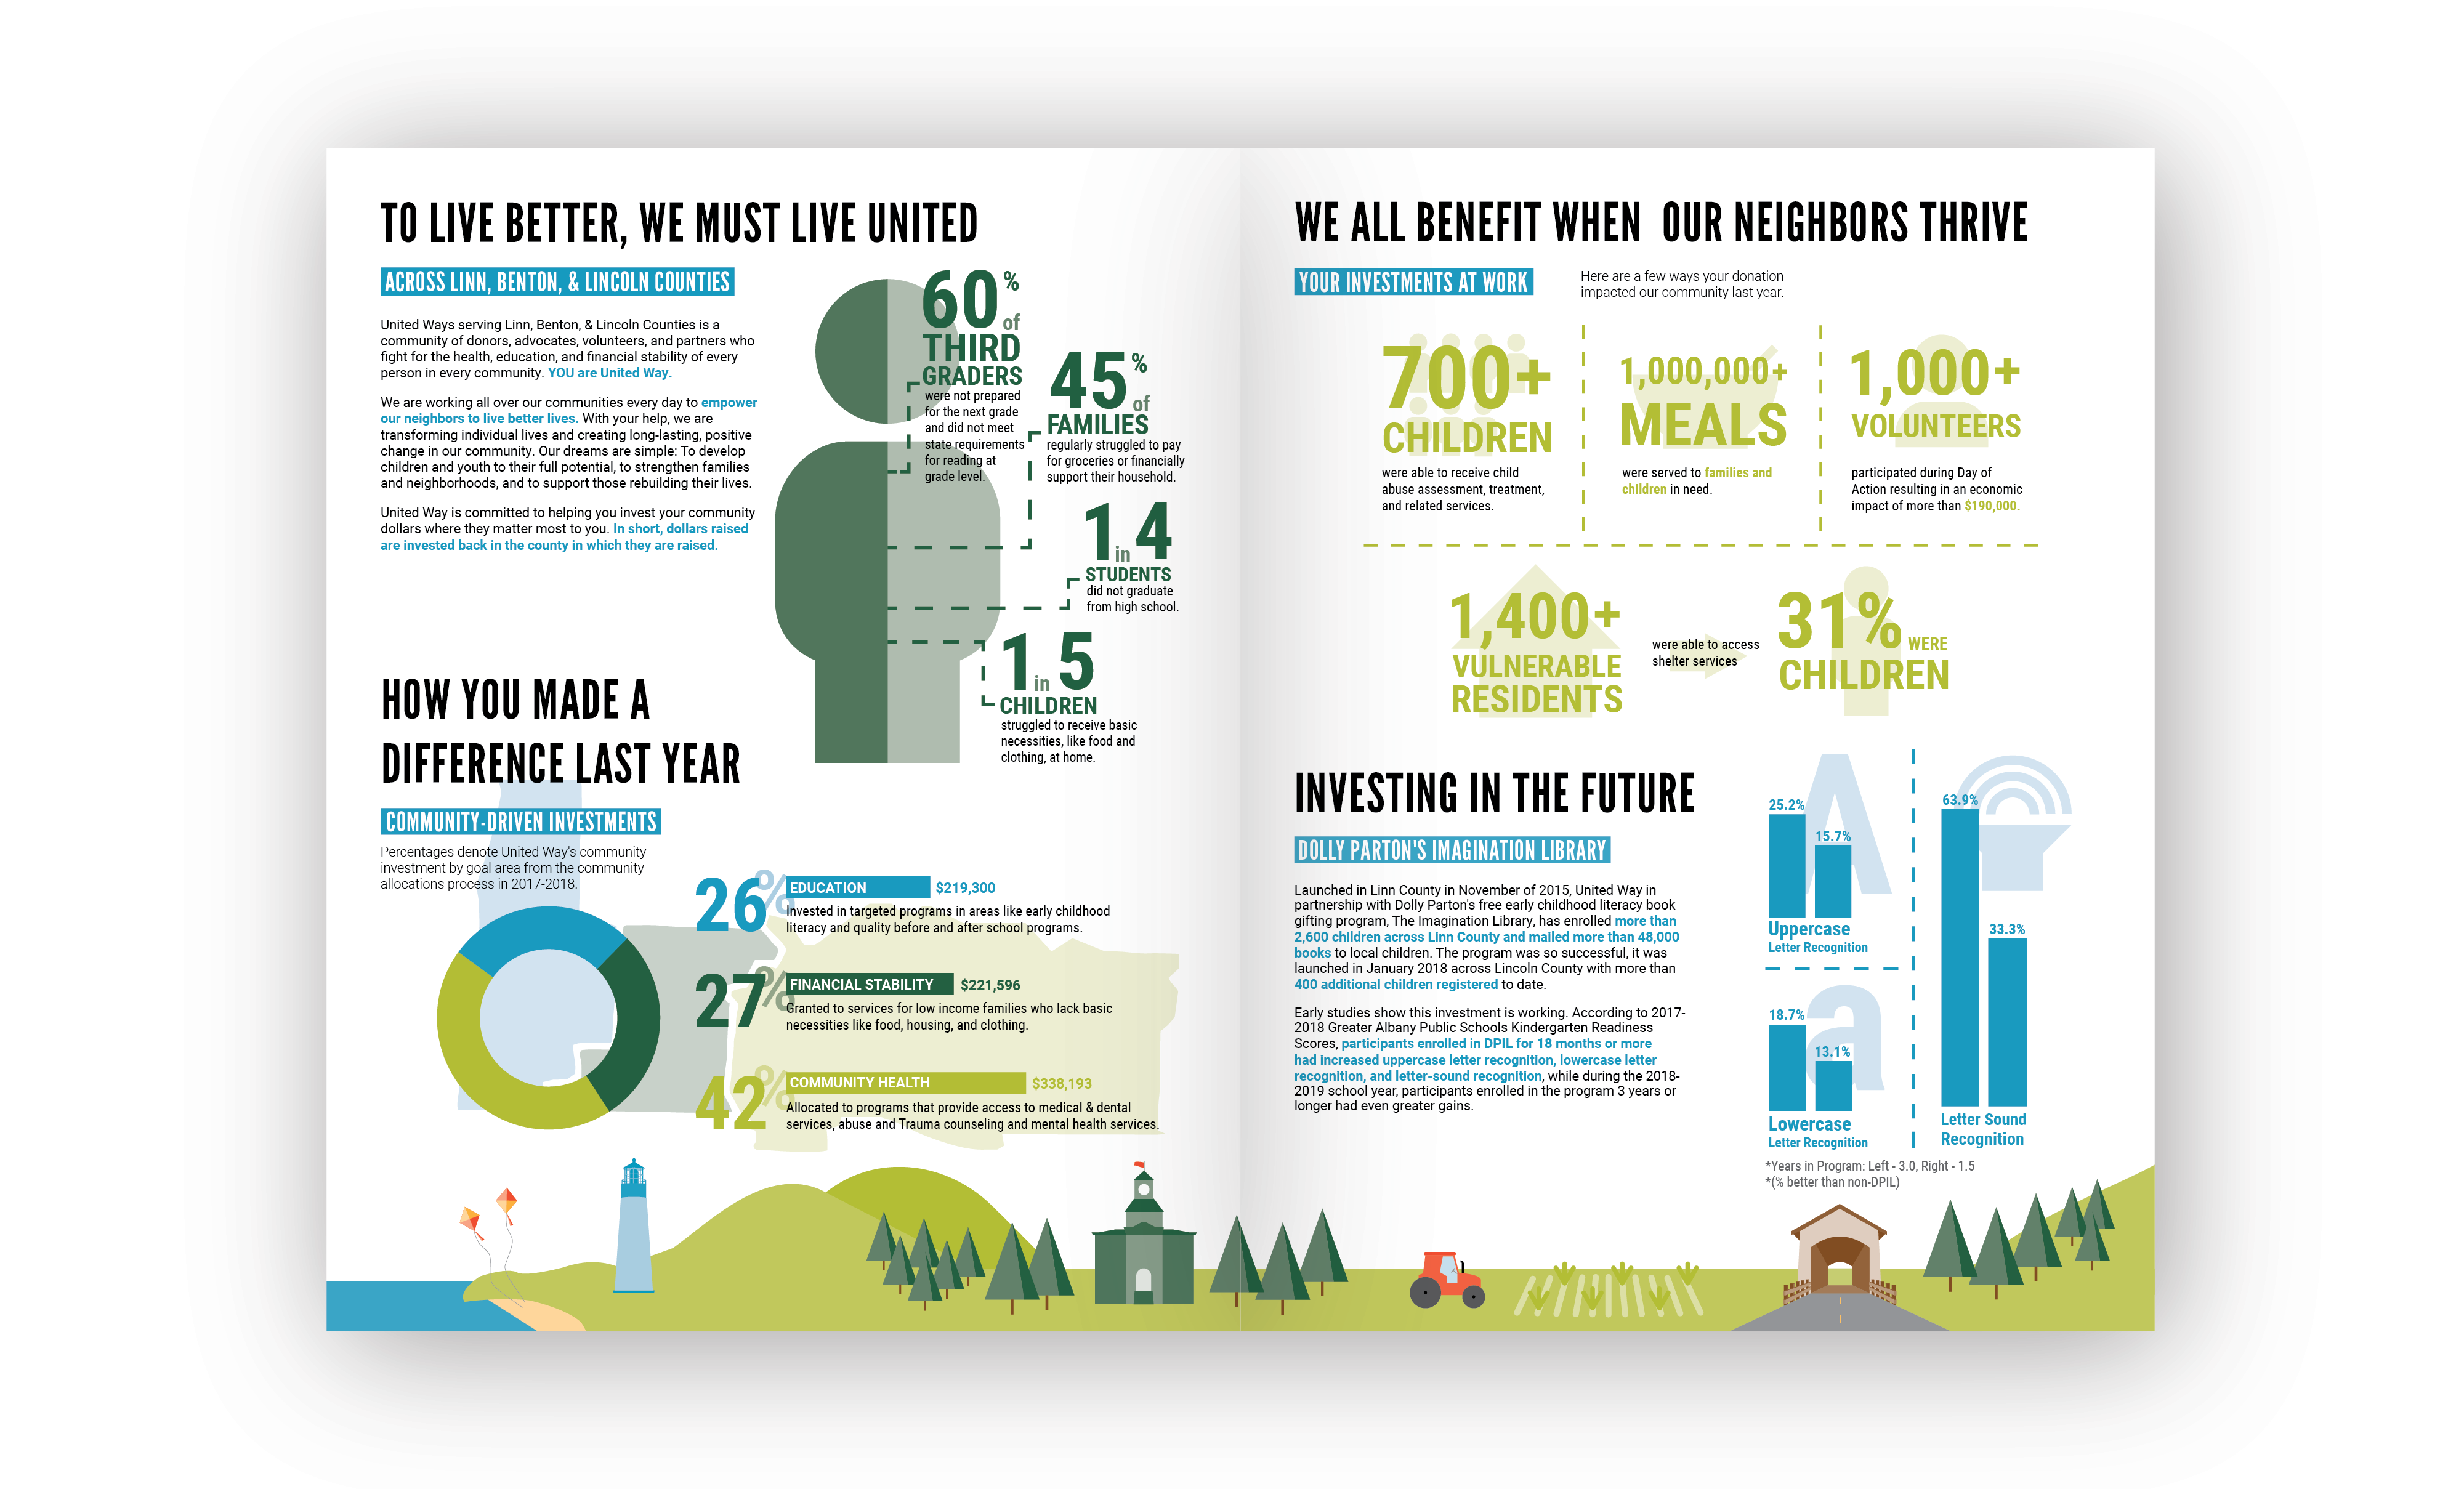 TO LIVE BETTER, WE MUST LIVE UNITED
ACROSS LINN, BENTON, & LINCOLN COUNTIES
United Ways serving Linn, Benton, & Lincoln Counties is a
community of donors, advocates, volunteers, and partners who
fight for the health, education, and financial stability of every
person in every community. YOU are United Way.
We are working all over our communities every day to empower
our neighbors to live better lives. With your help, we are
transforming individual lives and creating long-lasting, positive
change in our community. Our dreams are simple: To develop
children and youth to their full potential, to strengthen families
and neighborhoods, and to support those rebuilding their lives.
United Way is committed to helping you invest your community
dollars where they matter most to you. In short, dollars raised
are invested back in the county in which they are raised.
60% of
THIRD
GRADERS
were not prepared
for the next grade
and did not meet
state requirements
for reading at
grade level.
45% of
FAMILIES
regularly struggled to pay
for groceries or financially
support their household.
1 in 4
STUDENTS
did not graduate
from high school.
1 in 5
CHILDREN
struggled to receive basic
necessities, like food and
clothing, at home.
HOW YOU MADE A
DIFFERENCE LAST YEAR
COMMUNITY-DRIVEN INVESTMENTS
Percentages denote United Way's community
investment by goal area from the community
allocations process in 2017-2018.
26%
EDUCATION $219,300
Invested in targeted programs in areas like early childhood
literacy and quality before and after school programs.
27%
FINANCIAL STABILITY $221,596
Granted to services for low income families who lack basic
necessities like food, housing, and clothing.
42%
COMMUNITY HEALTH $338,193
Allocated to programs that provide access to medical & dental
services, abuse and Trauma counseling and mental health services.
WE ALL BENEFIT WHEN OUR NEIGHBORS THRIVE
YOUR INVESTMENTS AT WORK
Here are a few ways your donation
impacted our community last year.
700+
CHILDREN
were able to receive child
abuse assessment, treatment,
and related services.
1,000,000+
MEALS
were served to families and
children in need.
1,000+
VOLUNTEERS
participated during Day of
Action resulting in an economic
impact of more than $190,000.
1,400+
VULNERABLE
RESIDENTS
were able to access
shelter services
31% WERE
CHILDREN
INVESTING IN THE FUTURE
DOLLY PARTON'S IMAGINATION LIBRARY
Launched in Linn County in November of 2015, United Way in
partnership with Dolly Parton's free early childhood literacy book
gifting program, The Imagination Library, has enrolled more than
2,600 children across Linn County and mailed more than 48,000
books to local children. The program was so successful, it was
launched in January 2018 across Lincoln County with more than
400 additional children registered to date.
Early studies show this investment is working. According to 2017-
2018 Greater Albany Public Schools Kindergarten Readiness
Scores, participants enrolled in DPIL for 18 months or more
had increased uppercase letter recognition, lowercase letter
recognition, and letter-sound recognition, while during the 2018-
2019 school year, participants enrolled in the program 3 years or
longer had even greater gains.
A
25.2%
15.7%
Uppercase
Letter Recognition
a
18.7%
13.1%
Lowercase
Letter Recognition
63.9%
33.3%
Letter Sound
Recognition
*Years in Program: Left - 3.0, Right - 1.5
*(% better than non-DPIL)